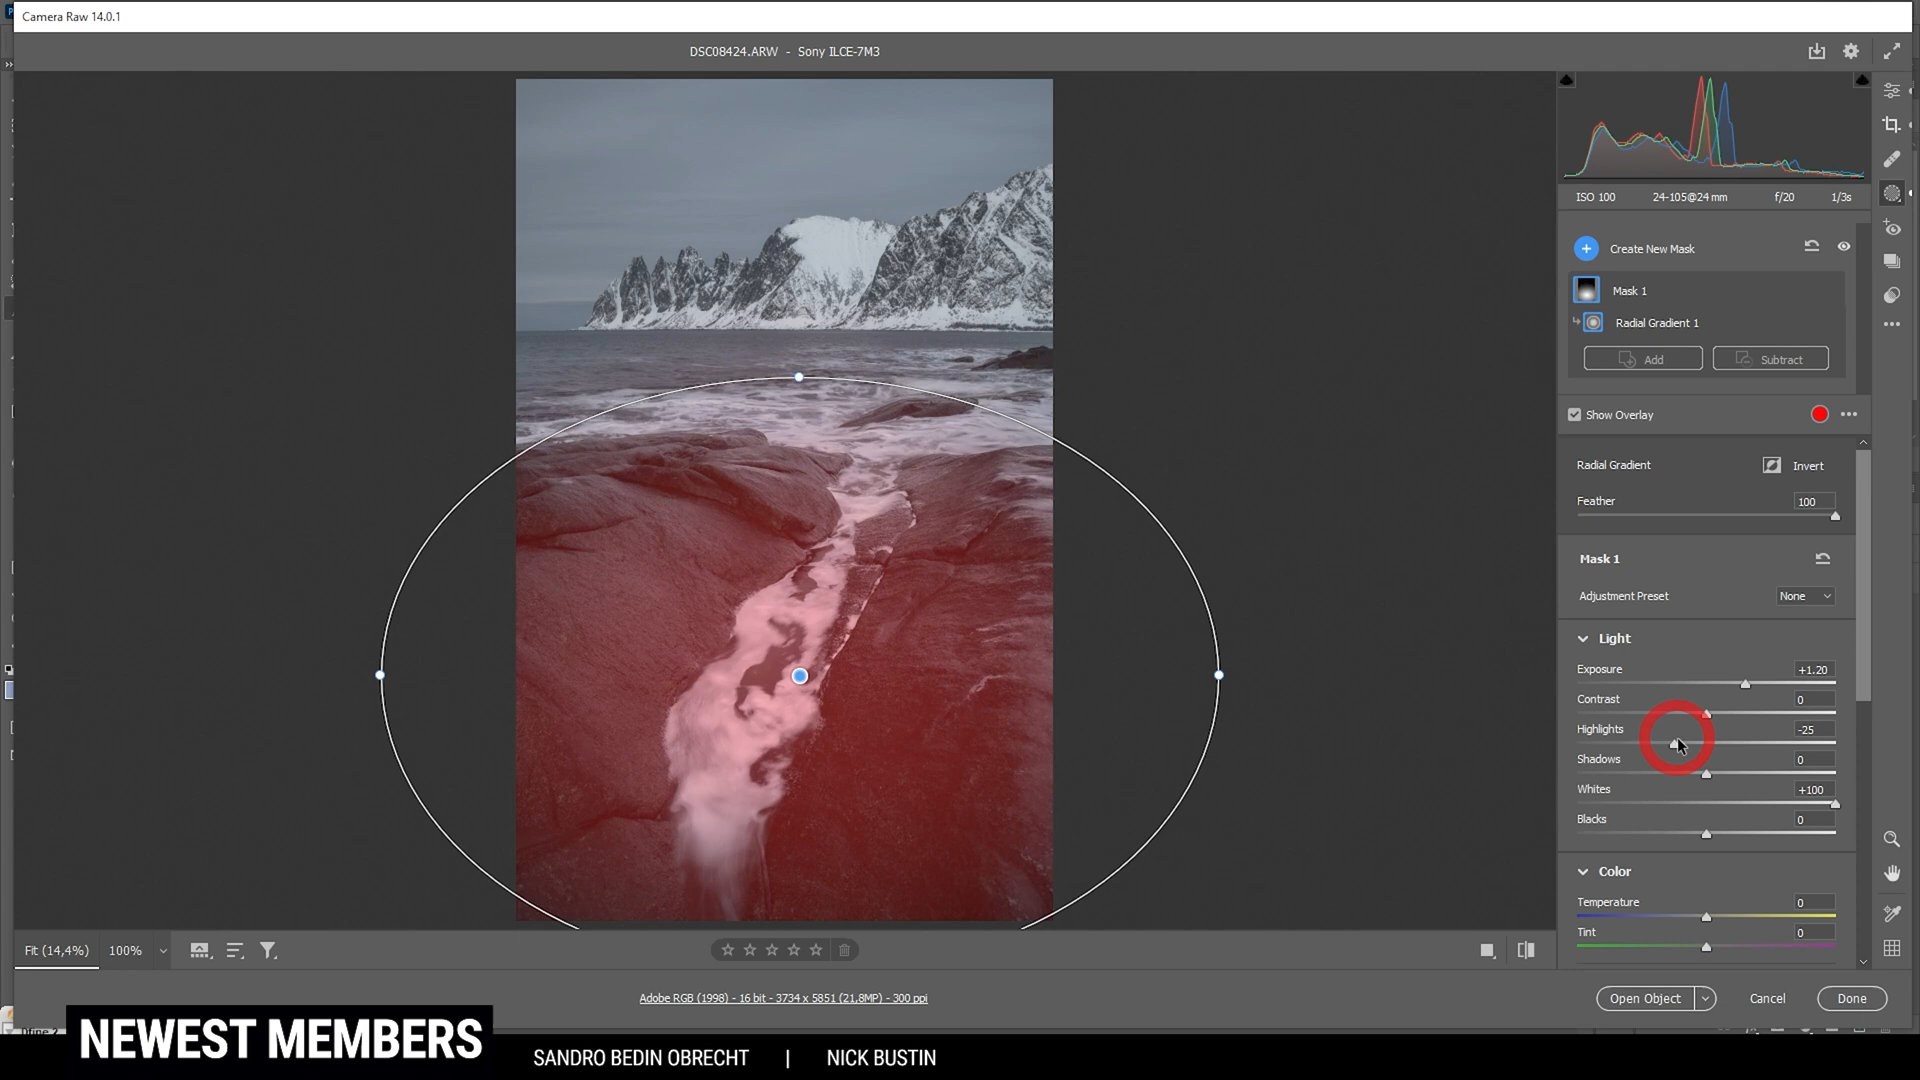 Camera Raw 14.0.1
DSC08424.ARW - Sony ILCE-7M3
ISO 100 24-105@24 mm f/20 1/3s
Create New Mask
Mask 1
Radial Gradient 1
Add Subtract
Show Overlay
Radial Gradient Invert
Feather 100
Mask 1
Adjustment Preset None
Light
Exposure +1.20
Contrast 0
Highlights -25
Shadows 0
Whites +100
Blacks 0
Color
Temperature 0
Tint 0
Fit (14,4%) 100%
Adobe RGB (1998) - 16 bit - 3734 x 5851 (21,8MP) - 300 ppi
Open Object Cancel Done
NEWEST MEMBERS
SANDRO BEDIN OBRECHT | NICK BUSTIN